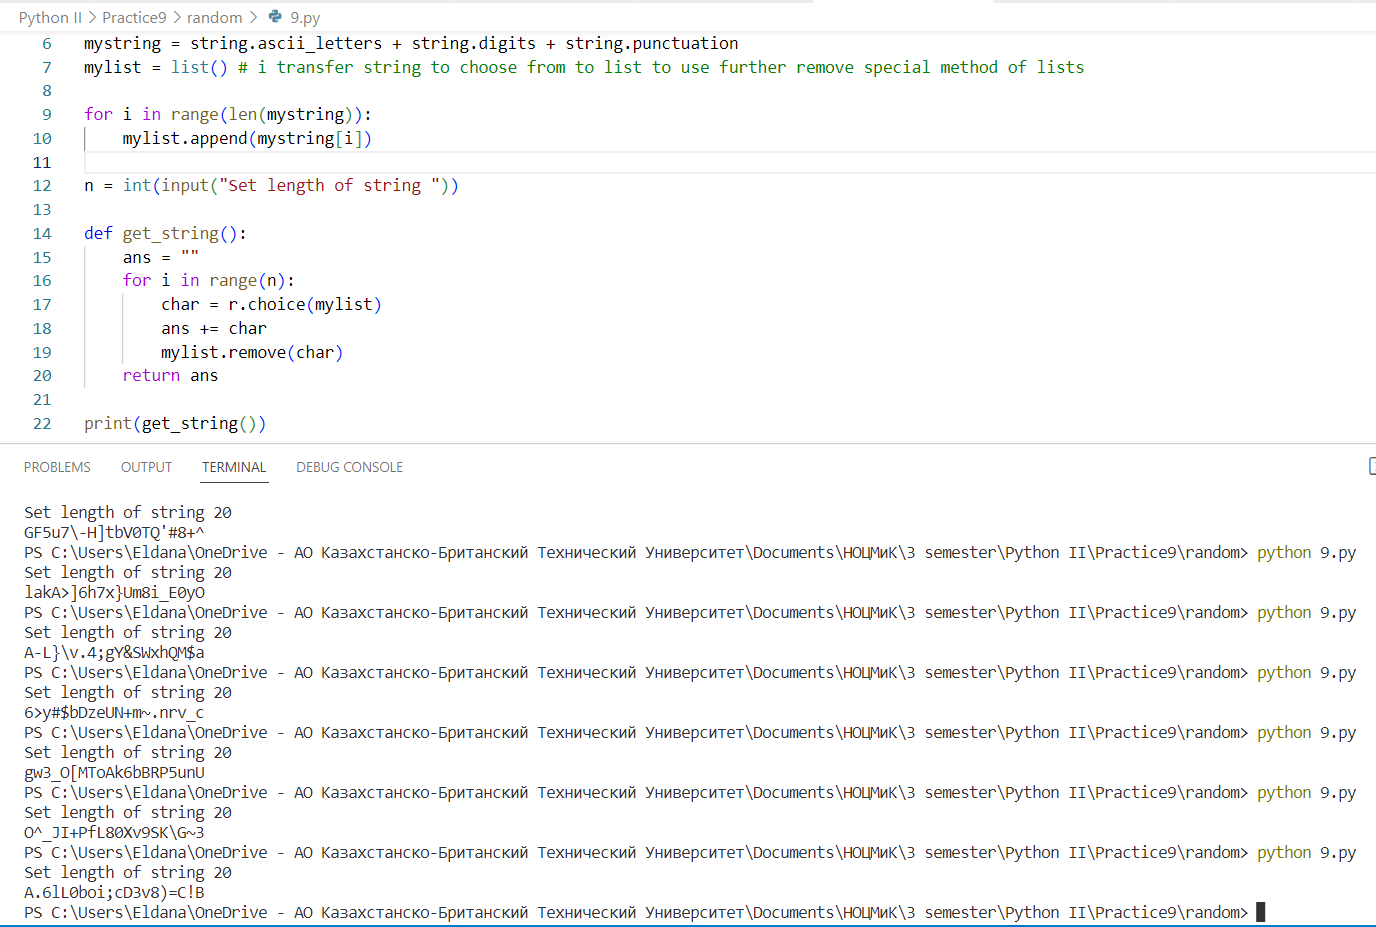 Python II > Practice9 > random > 9.py
6 mystring = string.ascii_letters + string.digits + string.punctuation
7 mylist = list() # i transfer string to choose from to list to use further remove special method of lists
8
9 for i in range(len(mystring)):
10 mylist.append(mystring[i])
11
12 n = int(input("Set length of string "))
13
14 def get_string():
15 ans = ""
16 for i in range(n):
17 char = r.choice(mylist)
18 ans += char
19 mylist.remove(char)
20 return ans
21
22 print(get_string())
PROBLEMS OUTPUT TERMINAL DEBUG CONSOLE
Set length of string 20
GF5u7\-H]tbV0TQ'#8+^
PS C:\Users\Eldana\OneDrive - АО Казахстанско-Британский Технический Университет\Documents\НОЦМиК\3 semester\Python II\Practice9\random> python 9.py
Set length of string 20
lakA>]6h7x}Um8i_E0yO
PS C:\Users\Eldana\OneDrive - АО Казахстанско-Британский Технический Университет\Documents\НОЦМиК\3 semester\Python II\Practice9\random> python 9.py
Set length of string 20
A-L}\v.4;gY&SWxhQM$a
PS C:\Users\Eldana\OneDrive - АО Казахстанско-Британский Технический Университет\Documents\НОЦМиК\3 semester\Python II\Practice9\random> python 9.py
Set length of string 20
6>y#$bDzeUN+m~.nrv_c
PS C:\Users\Eldana\OneDrive - АО Казахстанско-Британский Технический Университет\Documents\НОЦМиК\3 semester\Python II\Practice9\random> python 9.py
Set length of string 20
gw3_O[MToAk6bBRP5unU
PS C:\Users\Eldana\OneDrive - АО Казахстанско-Британский Технический Университет\Documents\НОЦМиК\3 semester\Python II\Practice9\random> python 9.py
Set length of string 20
O^_JI+PfL80Xv9SK\G~3
PS C:\Users\Eldana\OneDrive - АО Казахстанско-Британский Технический Университет\Documents\НОЦМиК\3 semester\Python II\Practice9\random> python 9.py
Set length of string 20
A.6lL0boi;cD3v8)=C!B
PS C:\Users\Eldana\OneDrive - АО Казахстанско-Британский Технический Университет\Documents\НОЦМиК\3 semester\Python II\Practice9\random>